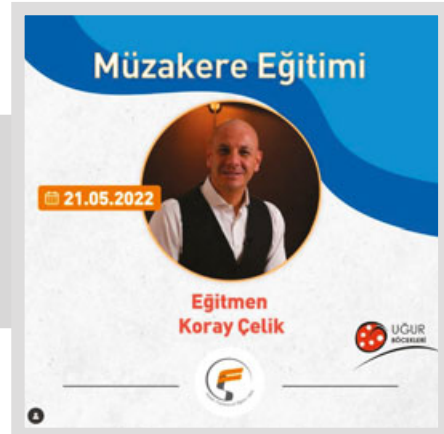 Müzakere Eğitimi
21.05.2022
Eğitmen
Koray Çelik
UĞUR
BÖCEKLERİ